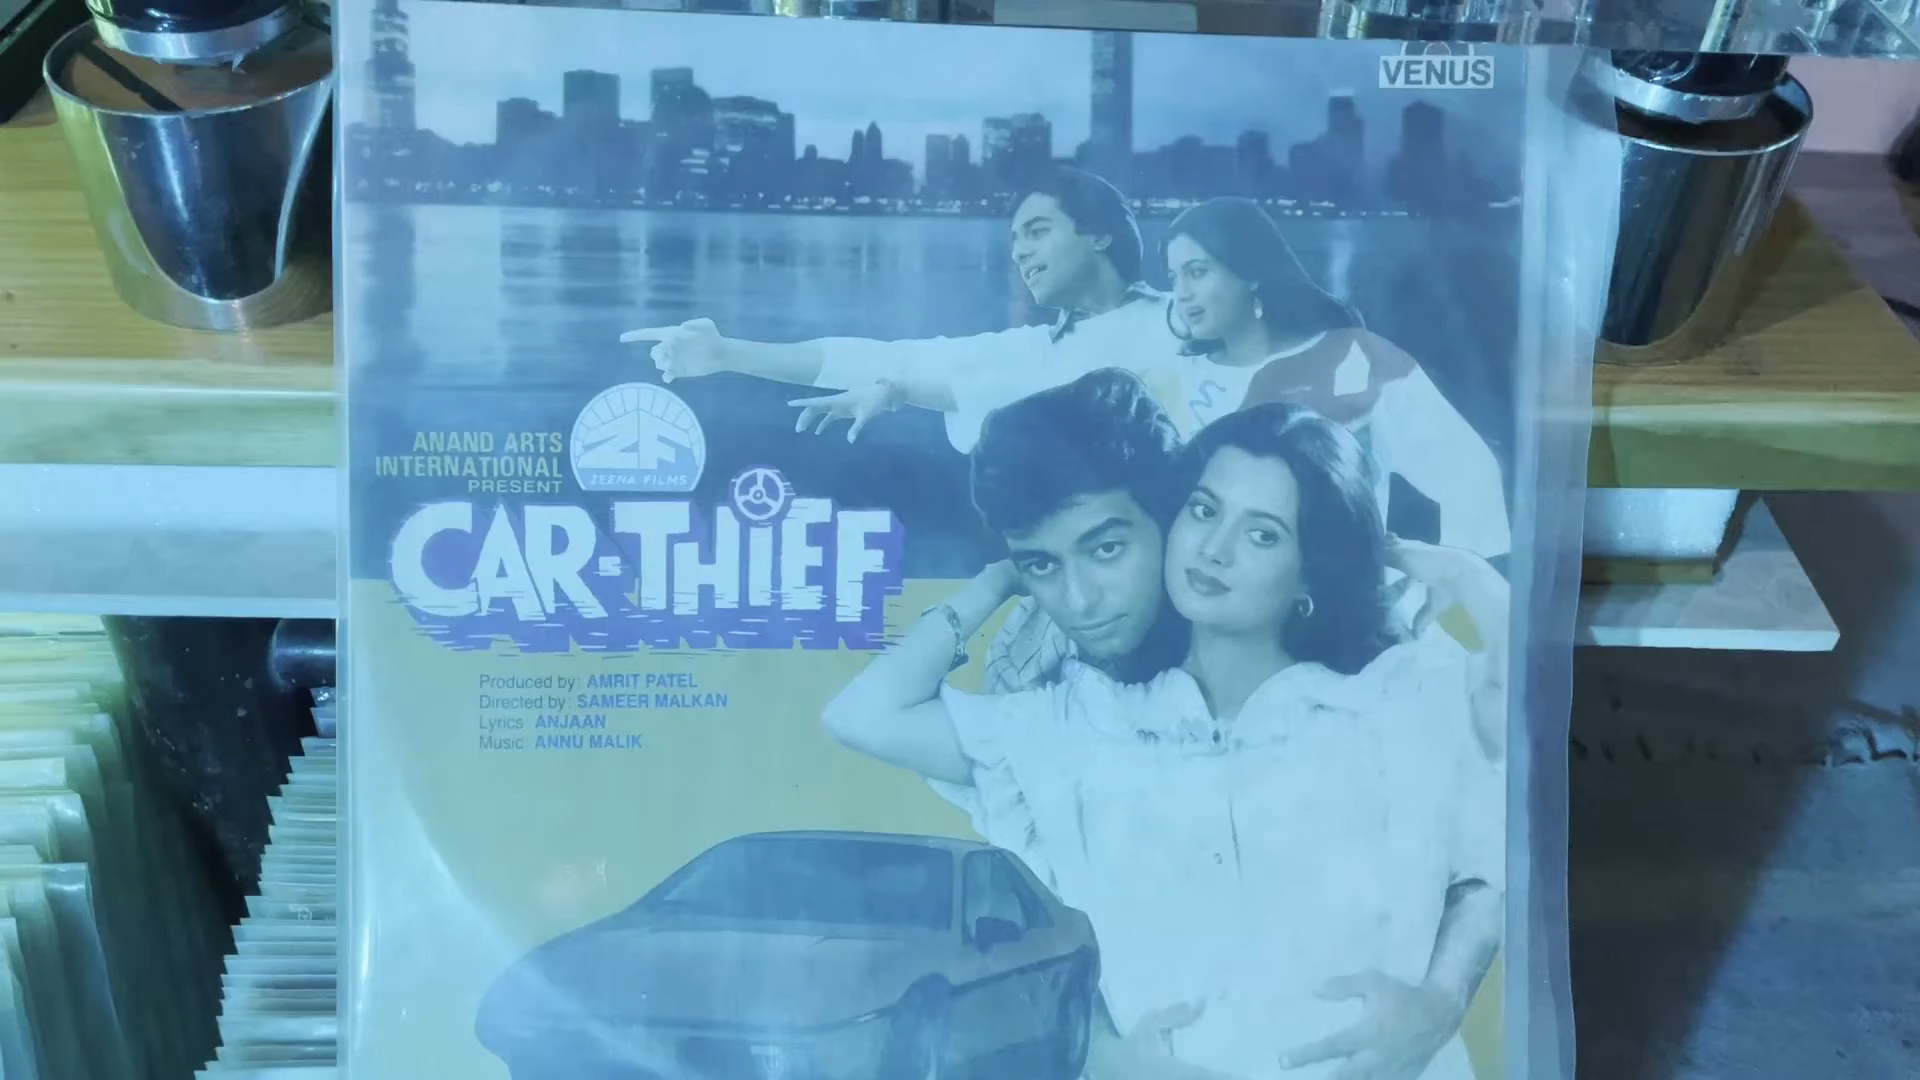 VENUS
ANAND ARTS
INTERNATIONAL
PRESENT
ZF
ZEENA FILMS
CAR-THiEF
Produced by: AMRIT PATEL
Directed by: SAMEER MALKAN
Lyrics: ANJAAN
Music: ANNU MALIK